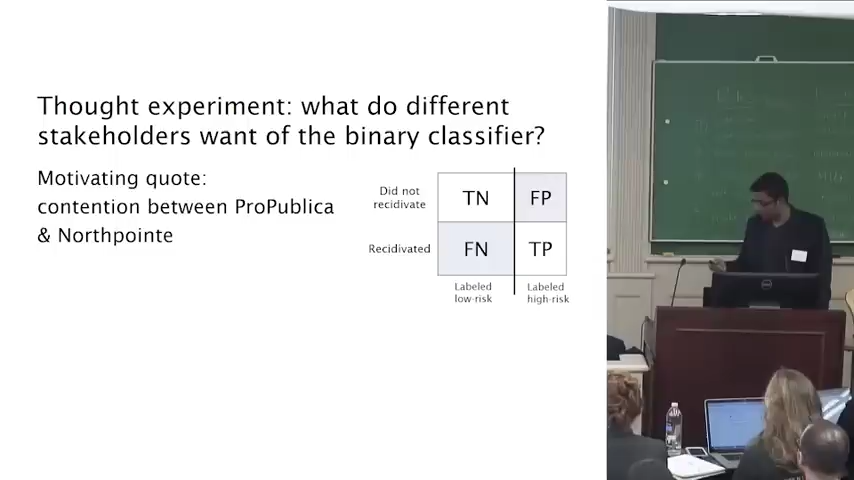 Thought experiment: what do different
stakeholders want of the binary classifier?
Motivating quote:
contention between ProPublica
& Northpointe
Did not
recidivate
TN
FP
Recidivated
FN
TP
Labeled
low-risk
Labeled
high-risk